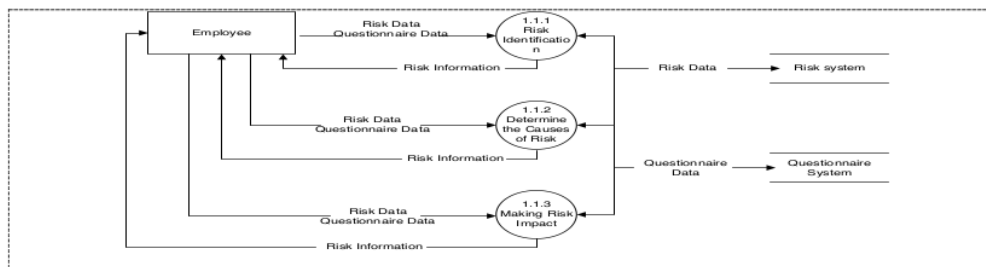 Employee
Risk Data
Questionnaire Data
1.1.1
Risk
Identificatio
n
Risk Information
Risk Data
Risk system
Risk Data
Questionnaire Data
1.1.2
Determine
the Causes
of Risk
Risk Information
Questionnaire
Data
Questionnaire
System
Risk Data
Questionnaire Data
1.1.3
Making Risk
Impact
Risk Information